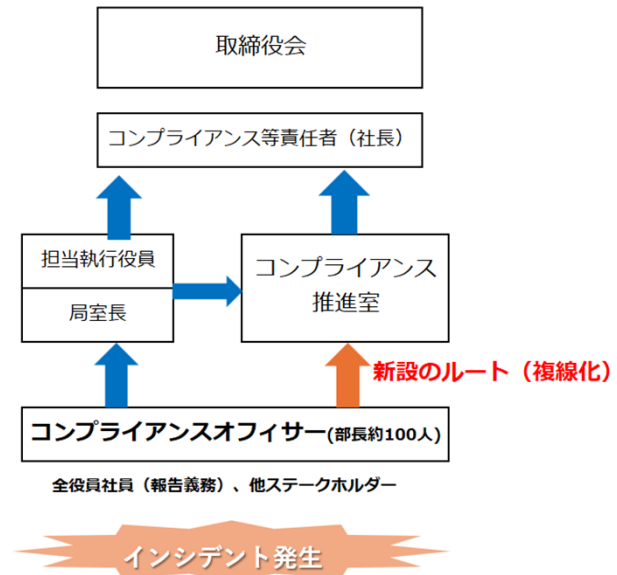 取締役会
コンプライアンス等責任者（社長）
担当執行役員
局室長
コンプライアンス
推進室
新設のルート（複線化）
コンプライアンスオフィサー(部長約100人)
全役員社員（報告義務）、他ステークホルダー
インシデント発生